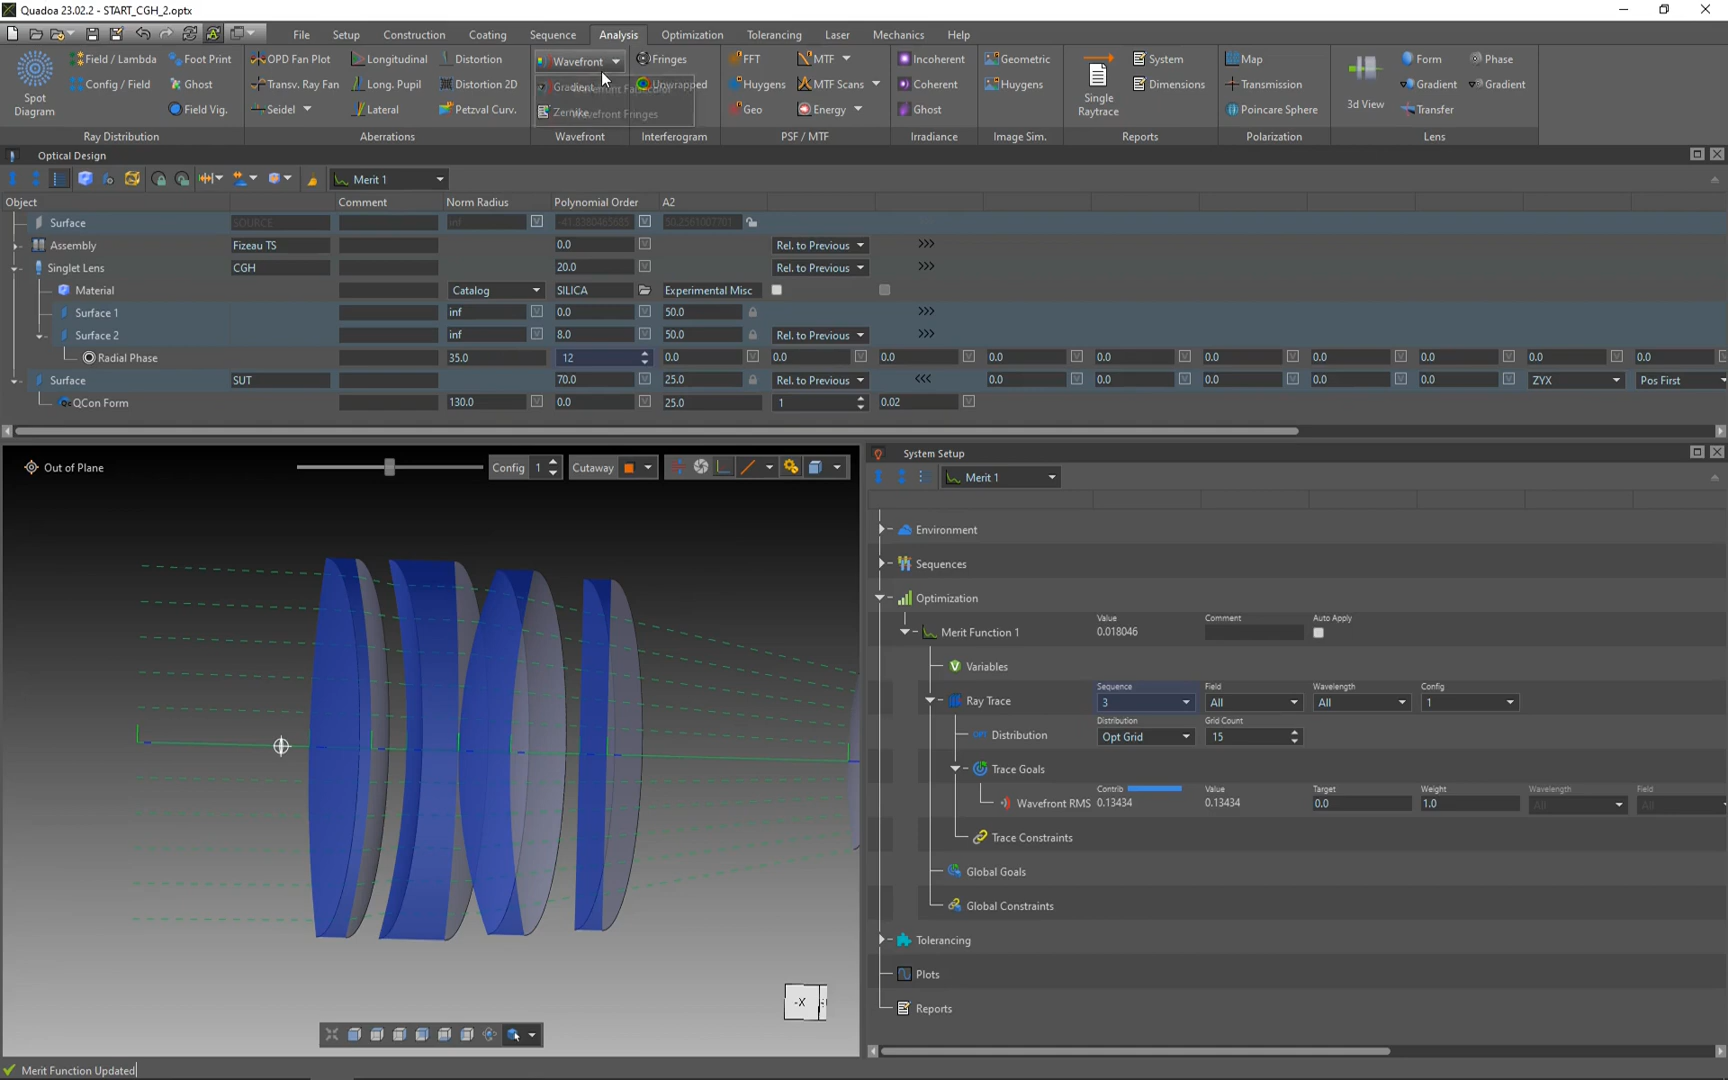 Quadoa 23.02.2 - START_CGH_2.optx
File Setup Construction Coating Sequence Analysis Optimization Tolerancing Laser Mechanics Help
Spot Diagram
Field / Lambda
Config / Field
Foot Print
Ghost
Field Vig.
Ray Distribution
OPD Fan Plot
Transv. Ray Fan
Seidel
Longitudinal
Long. Pupil
Lateral
Distortion
Distortion 2D
Petzval Curv.
Aberrations
Wavefront
Gradient
Zernike
Wavefront Fringes
Wavefront
Fringes
Unwrapped
Interferogram
FFT
Huygens
Geo
MTF
MTF Scans
Energy
PSF / MTF
Incoherent
Coherent
Ghost
Irradiance
Geometric
Huygens
Image Sim.
Single Raytrace
System
Dimensions
Reports
Map
Transmission
Poincare Sphere
Polarization
3d View
Form
Gradient
Transfer
Phase
Gradient
Lens
Optical Design
Merit 1
Object Comment Norm Radius Polynomial Order A2
Surface SOURCE inf
Assembly Fizeau TS 0.0 Rel. to Previous >>>
Singlet Lens CGH 20.0 Rel. to Previous >>>
Material Catalog SILICA Experimental Misc
Surface 1 inf 0.0 50.0 >>>
Surface 2 inf 8.0 50.0 Rel. to Previous >>>
Radial Phase 35.0 12 0.0 0.0 0.0 0.0 0.0 0.0 0.0 0.0 0.0 0.0
Surface SUT 70.0 25.0 Rel. to Previous <<< 0.0 0.0 0.0 0.0 0.0 ZYX Pos First
QCon Form 130.0 0.0 25.0 1 0.02
Out of Plane
Config 1
Cutaway
-X
System Setup
Merit 1
Environment
Sequences
Optimization
Value Comment Auto Apply
Merit Function 1 0.018046
Variables
Sequence Field Wavelength Config
Ray Trace 3 All All 1
Distribution Grid Count
Distribution Opt Grid 15
Trace Goals
Contrib Value Target Weight Wavelength Field
Wavefront RMS 0.13434 0.13434 0.0 1.0 All All
Trace Constraints
Global Goals
Global Constraints
Tolerancing
Plots
Reports
Merit Function Updated